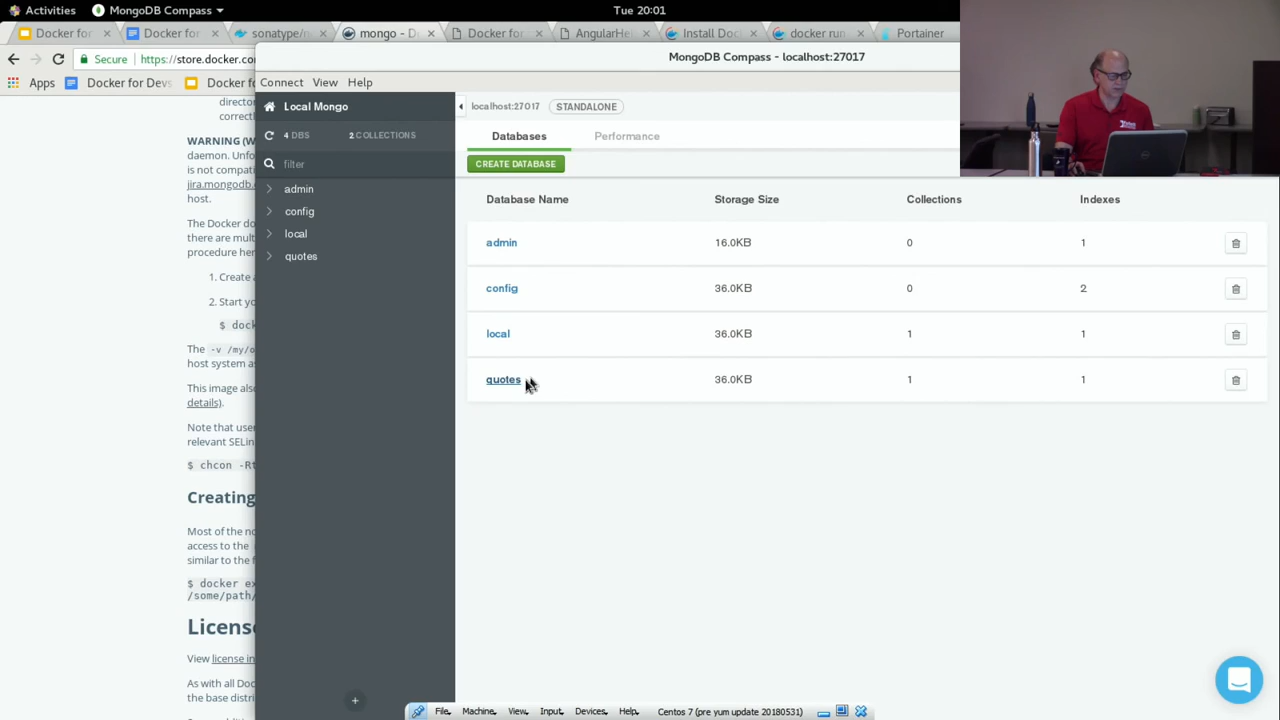 Activities
MongoDB Compass
Tue 20:01
Docker for
Docker for
sonatype/n
mongo - D
Docker for
AngularHe
Install Doc
docker run
Portainer
Secure
https://store.docker.co
MongoDB Compass - localhost:27017
Apps
Docker for Devs
Docker fo
Connect View Help
direct
correctl
WARNING (W
daemon. Unfo
is not compati
jira.mongodb.
host.
The Docker do
there are mult
procedure her
1. Create a
2. Start yo
$ dock
The -v /my/o
host system as
This image als
details).
Note that user
relevant SELin
$ chcon -Rt
Creating
Most of the no
access to the
similar to the f
$ docker ex
/some/path/
License
View license in
As with all Doc
the base distri
Local Mongo
4 DBS
2 COLLECTIONS
filter
admin
config
local
quotes
localhost:27017 STANDALONE
Databases Performance
CREATE DATABASE
Database Name Storage Size Collections Indexes
admin 16.0KB 0 1
config 36.0KB 0 2
local 36.0KB 1 1
quotes 36.0KB 1 1
File Machine View Input Devices Help
Centos 7 (pre yum update 20180531)